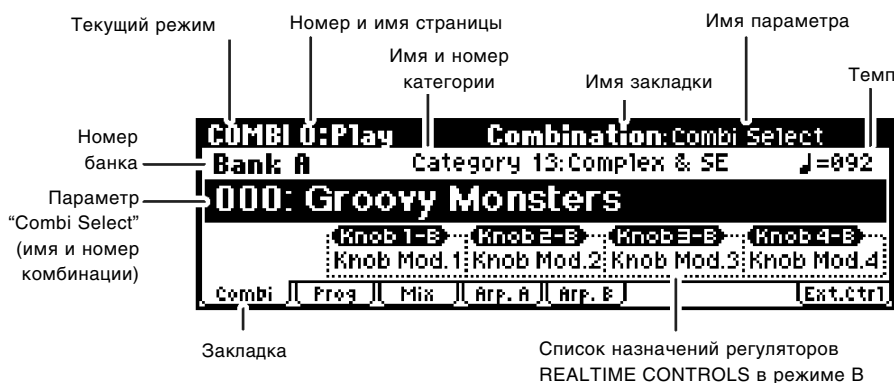 Текущий режим
Номер и имя страницы
Имя параметра
Имя и номер
категории
Имя закладки
Темп
Номер
банка
Параметр
“Combi Select”
(имя и номер
комбинации)
COMBI 0:Play Combination:Combi Select
Bank A Category 13:Complex & SE ♩=092
000: Groovy Monsters
Knob 1-B Knob 2-B Knob 3-B Knob 4-B
Knob Mod.1 Knob Mod.2 Knob Mod.3 Knob Mod.4
Combi Prog Mix Arp. A Arp. B Ext.Ctrl
Закладка
Список назначений регуляторов
REALTIME CONTROLS в режиме B